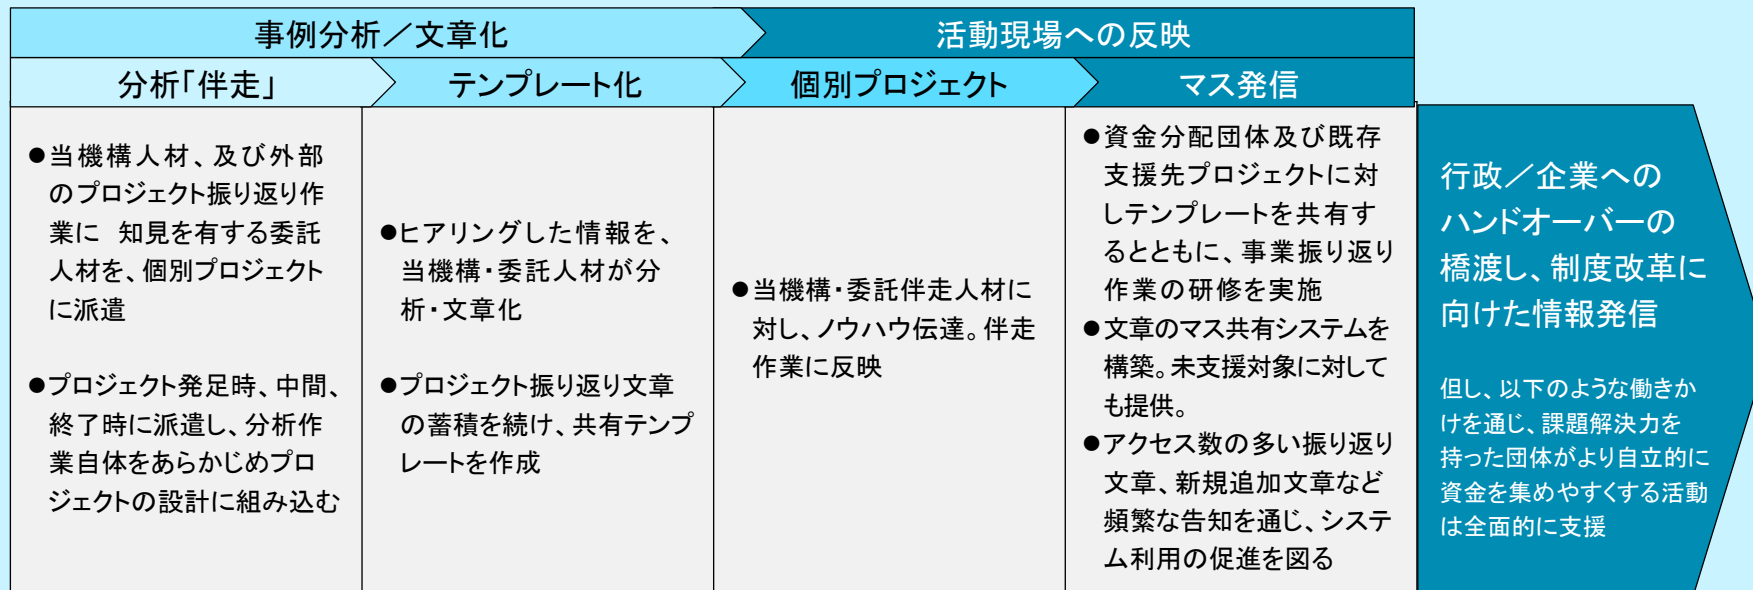 事例分析／文章化
活動現場への反映
分析｢伴走｣
テンプレート化
個別プロジェクト
マス発信
●当機構人材、及び外部
のプロジェクト振り返り作
業に　知見を有する委託
人材を、個別プロジェクト
に派遣
●プロジェクト発足時、中間、
終了時に派遣し、分析作
業自体をあらかじめプロ
ジェクトの設計に組み込む
●ヒアリングした情報を、
当機構・委託人材が分
析・文章化
●プロジェクト振り返り文章
の蓄積を続け、共有テンプ
レートを作成
●当機構・委託伴走人材に
対し、ノウハウ伝達。伴走
作業に反映
●資金分配団体及び既存
支援先プロジェクトに対
しテンプレートを共有す
るとともに、事業振り返り
作業の研修を実施
●文章のマス共有システムを
構築。未支援対象に対して
も提供。
●アクセス数の多い振り返り
文章、新規追加文章など
頻繁な告知を通じ、システ
ム利用の促進を図る
行政／企業への
ハンドオーバーの
橋渡し、制度改革に
向けた情報発信
但し、以下のような働きか
けを通じ、課題解決力を
持った団体がより自立的に
資金を集めやすくする活動
は全面的に支援